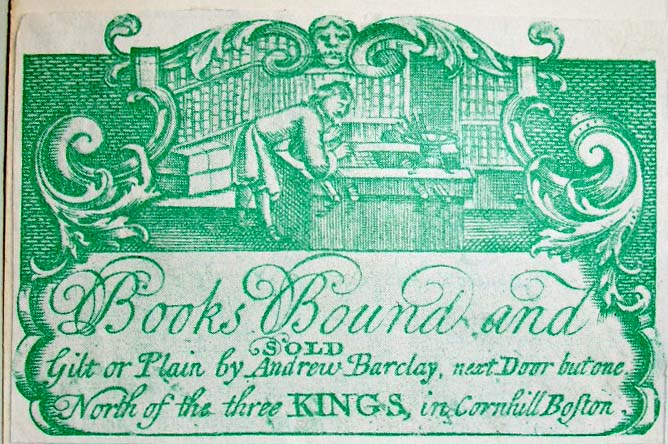 Books Bound and
SOLD
Gilt or Plain by Andrew Barclay, next Door but one
North of the three KINGS, in Cornhill Boſton.